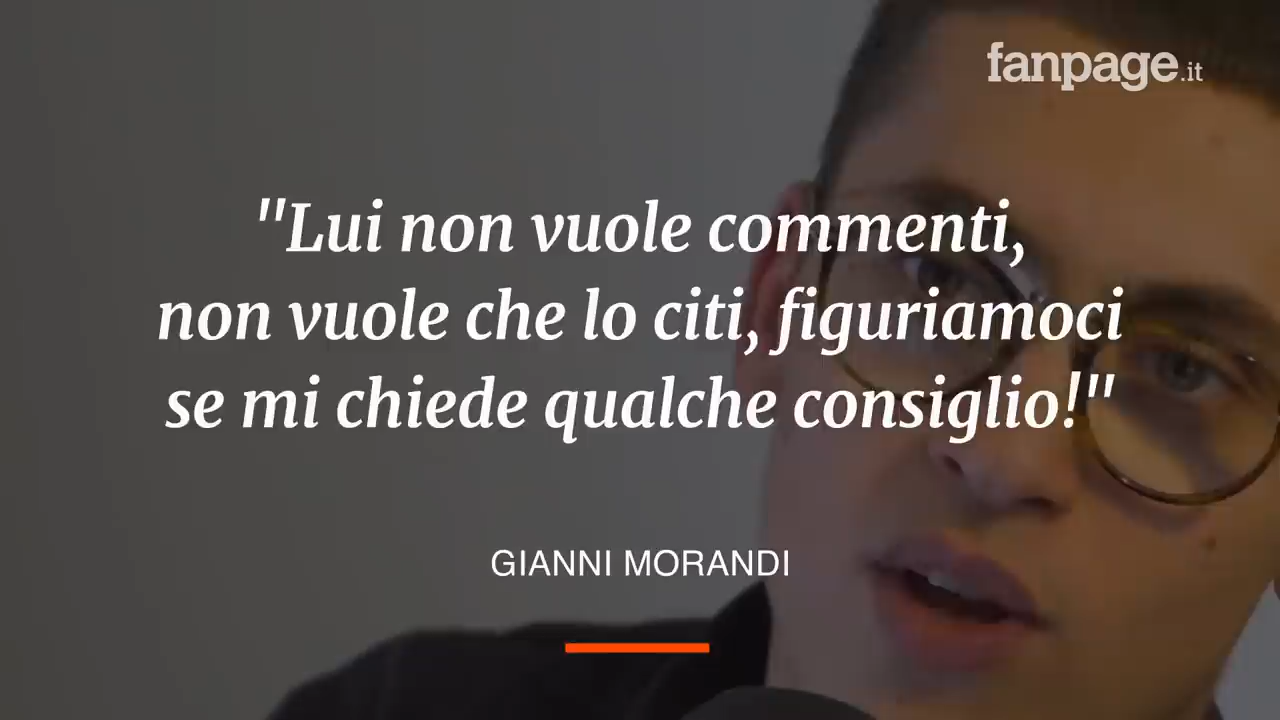 fanpage.it
"Lui non vuole commenti,
non vuole che lo citi, figuriamoci
se mi chiede qualche consiglio!"
GIANNI MORANDI